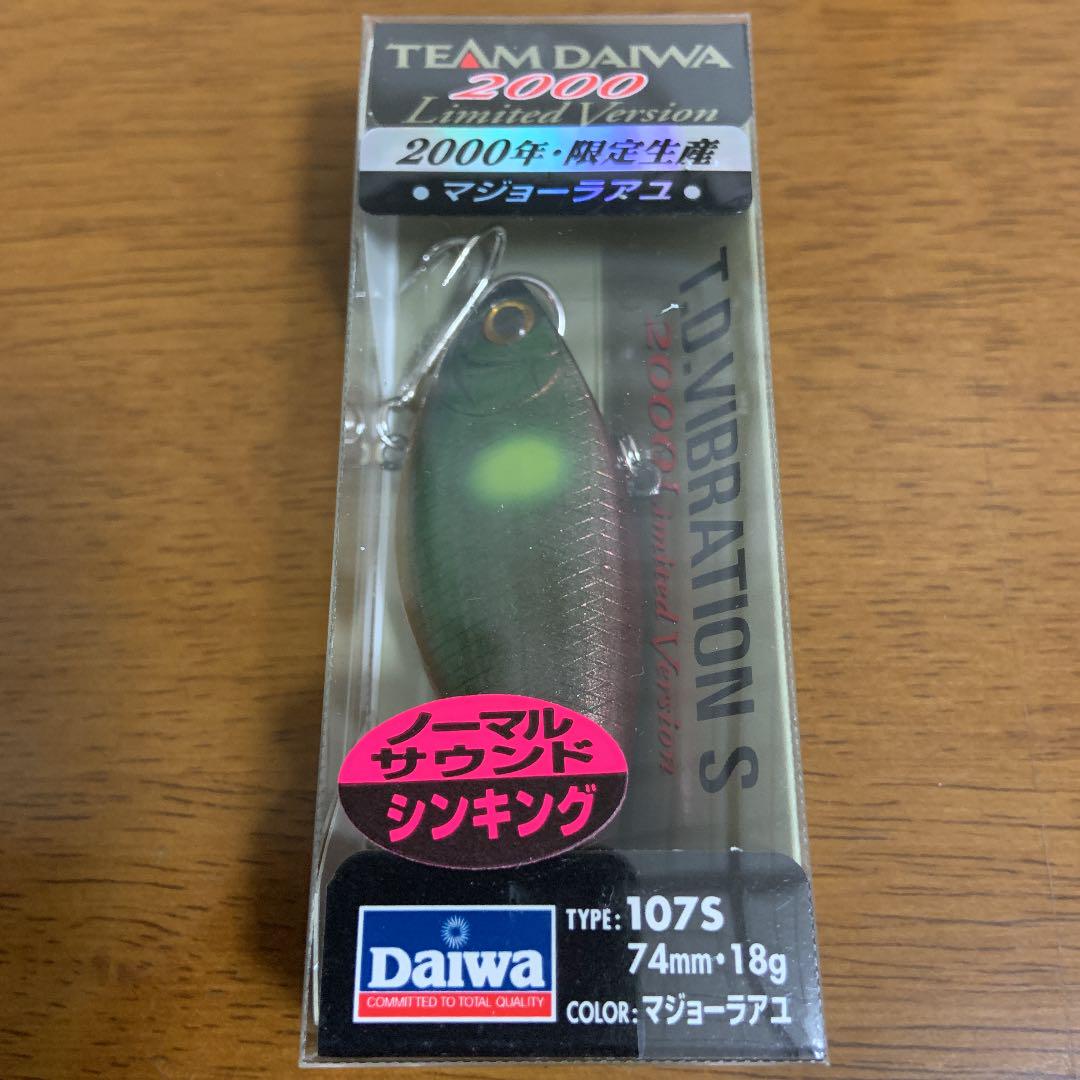 TEAM DAIWA
2000
Limited Version
2000年・限定生産
・マジョーラアユ・
T.D.VIBRATION S
2000Limited Version
ノーマル
サウンド
シンキング
Daiwa
COMMITTED TO TOTAL QUALITY
TYPE: 107S
74mm・18g
COLOR: マジョーラアユ